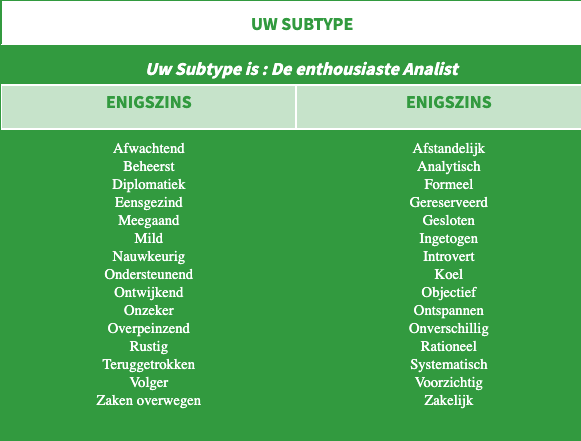 UW SUBTYPE
Uw Subtype is : De enthousiaste Analist
ENIGSZINS ENIGSZINS
Afwachtend Afstandelijk
Beheerst Analytisch
Diplomatiek Formeel
Eensgezind Gereserveerd
Meegaand Gesloten
Mild Ingetogen
Nauwkeurig Introvert
Ondersteunend Koel
Ontwijkend Objectief
Onzeker Ontspannen
Overpeinzend Onverschillig
Rustig Rationeel
Teruggetrokken Systematisch
Volger Voorzichtig
Zaken overwegen Zakelijk